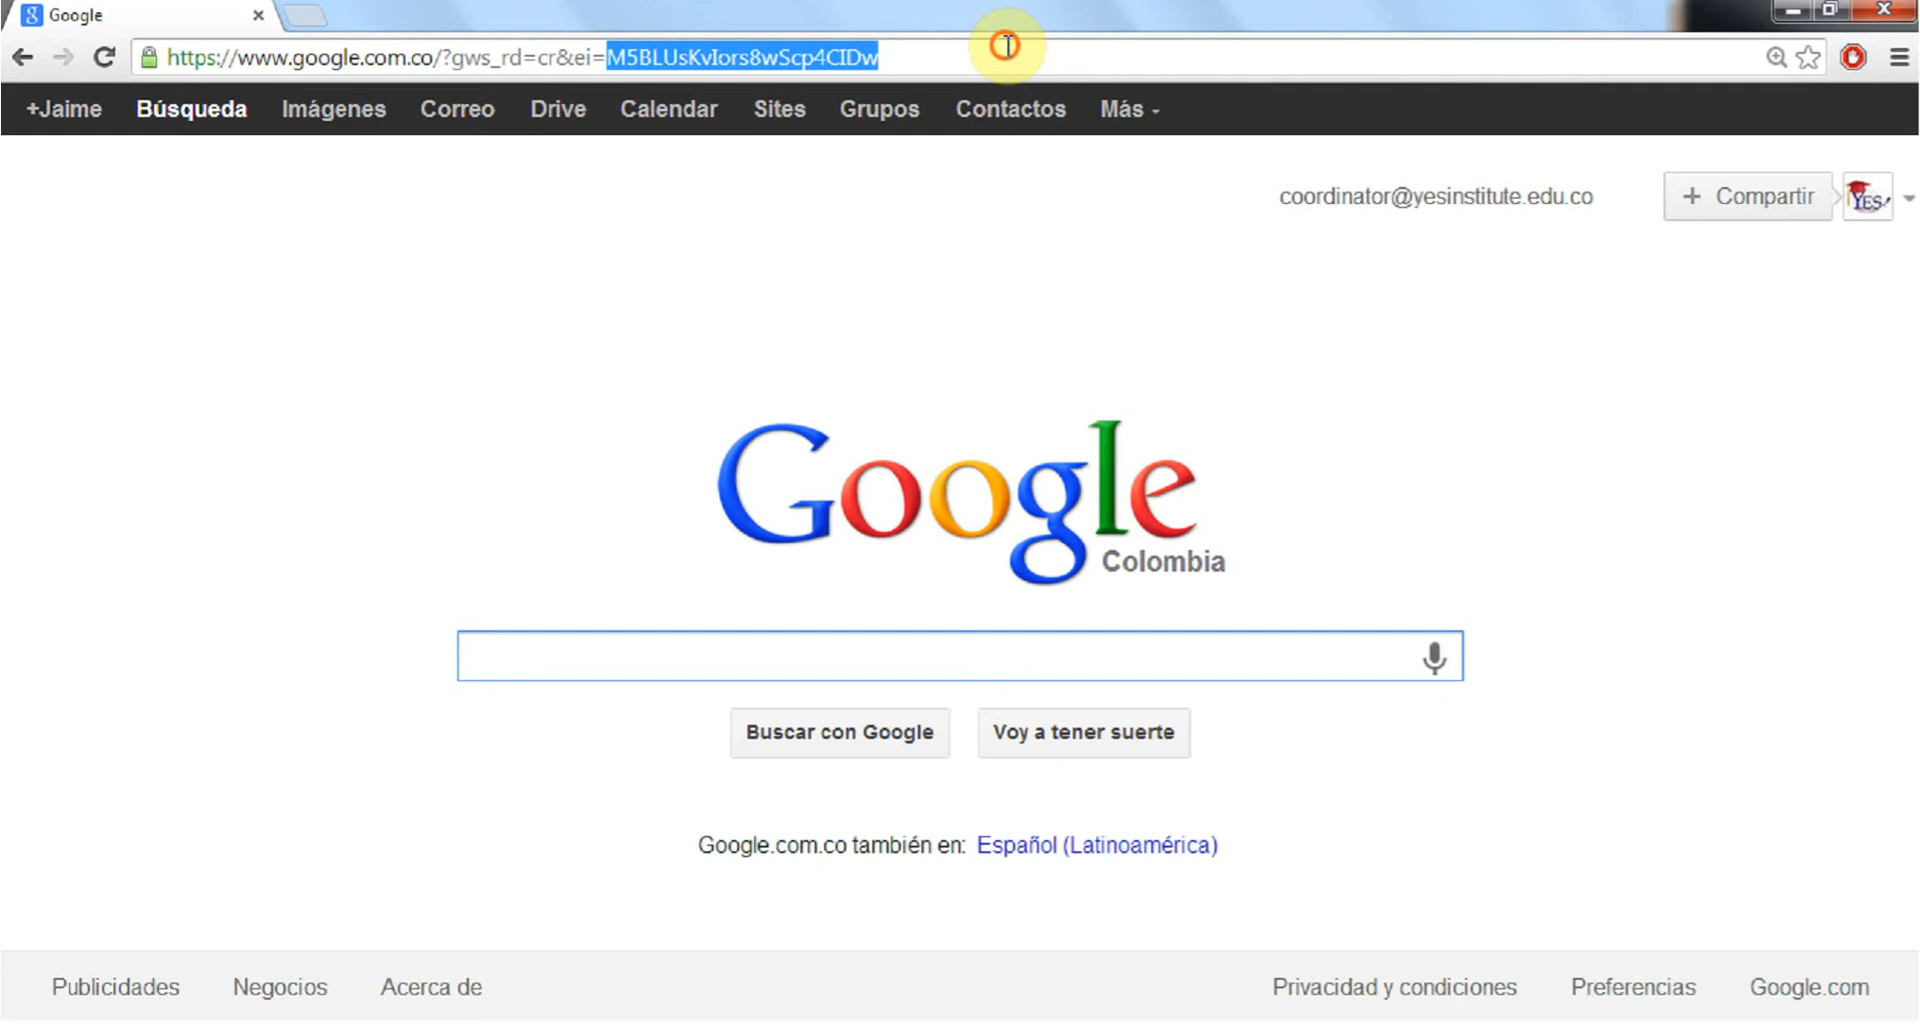 Google
https://www.google.com.co/?gws_rd=cr&ei=M5BLUsKvIors8wScp4CIDw
+Jaime Búsqueda Imágenes Correo Drive Calendar Sites Grupos Contactos Más
coordinator@yesinstitute.edu.co + Compartir YES!
Google
Colombia
Buscar con Google Voy a tener suerte
Google.com.co también en: Español (Latinoamérica)
Publicidades Negocios Acerca de Privacidad y condiciones Preferencias Google.com